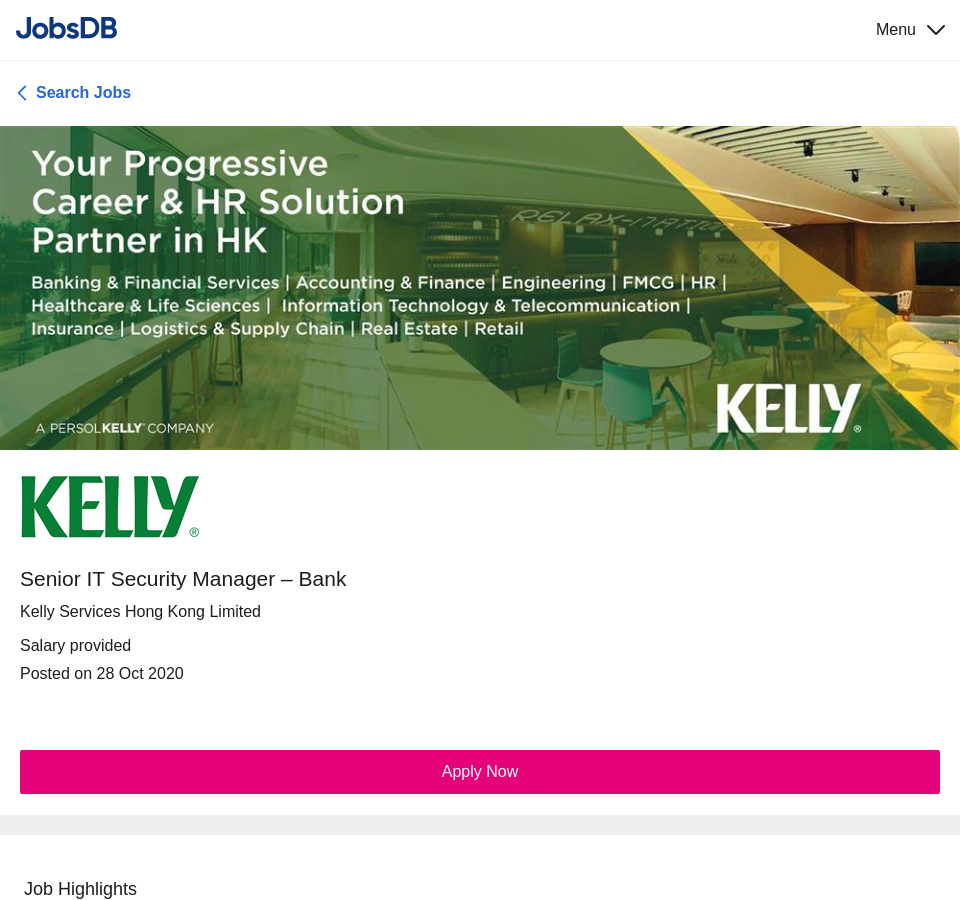 JobsDB
Menu
Search Jobs
Your Progressive
Career & HR Solution
Partner in HK
RELAX-INATION
Banking & Financial Services | Accounting & Finance | Engineering | FMCG | HR |
Healthcare & Life Sciences | Information Technology & Telecommunication |
Insurance | Logistics & Supply Chain | Real Estate | Retail
KELLY®
A PERSOLKELLY™ COMPANY
KELLY®
Senior IT Security Manager – Bank
Kelly Services Hong Kong Limited
Salary provided
Posted on 28 Oct 2020
Apply Now
Job Highlights